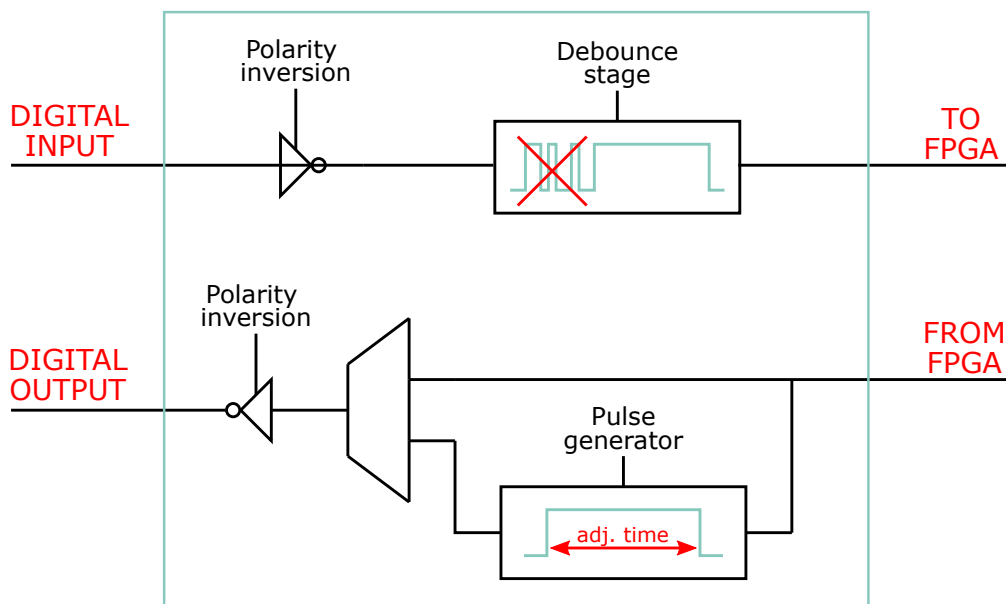 Polarity
inversion
Debounce
stage
DIGITAL
INPUT
TO
FPGA
Polarity
inversion
DIGITAL
OUTPUT
FROM
FPGA
Pulse
generator
adj. time